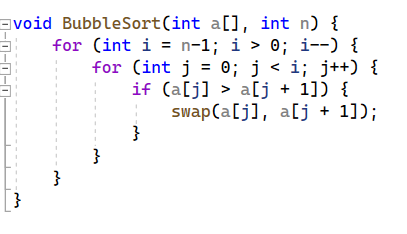 void BubbleSort(int a[], int n) {
    for (int i = n-1; i > 0; i--) {
        for (int j = 0; j < i; j++) {
            if (a[j] > a[j + 1]) {
                swap(a[j], a[j + 1]);
            }
        }
    }
}